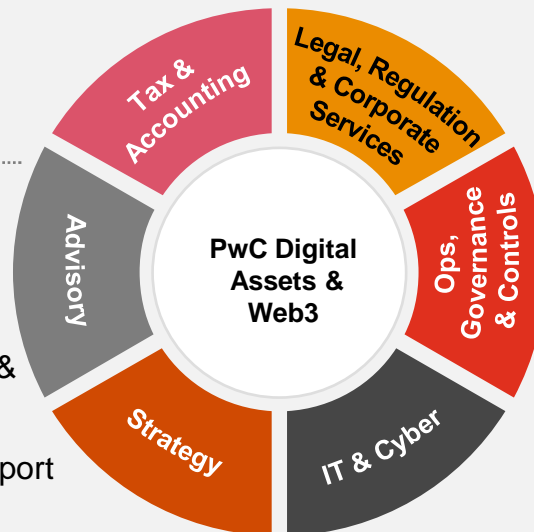 Tax &
Accounting
Legal, Regulation
& Corporate
Services
Advisory
PwC Digital
Assets &
Web3
Ops,
Governance
& Controls
&
Strategy
IT & Cyber
port